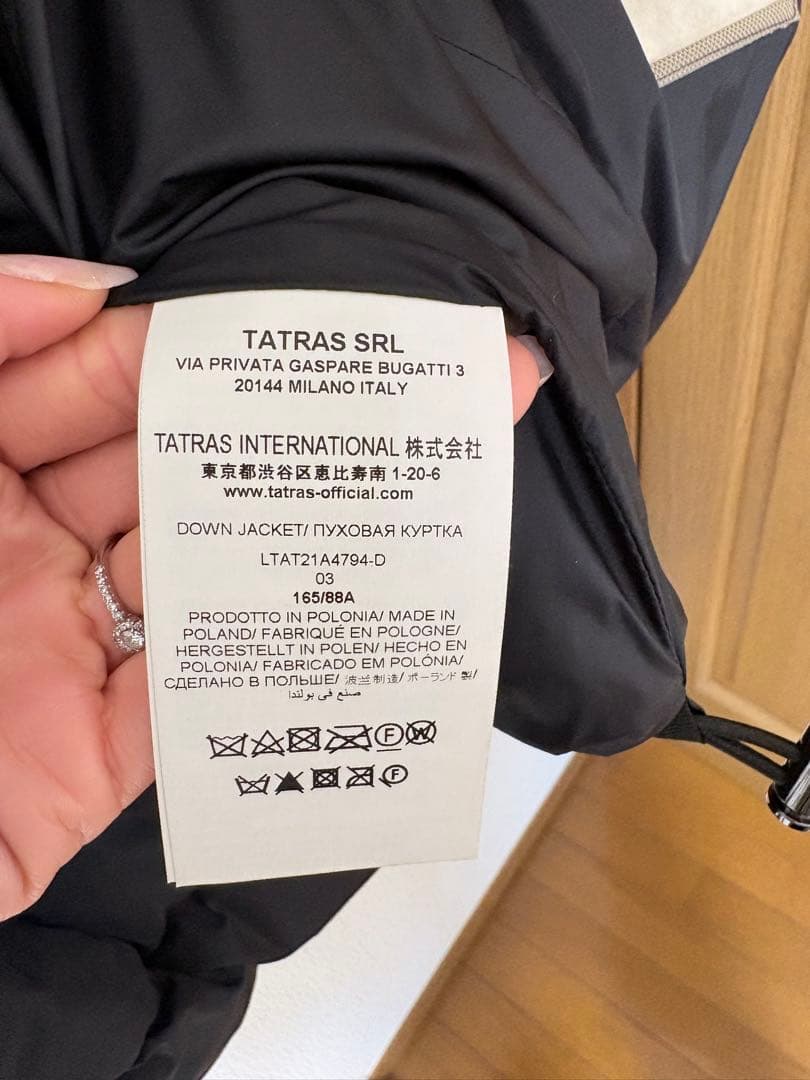 TATRAS SRL
VIA PRIVATA GASPARE BUGATTI 3
20144 MILANO ITALY
TATRAS INTERNATIONAL 株式会社
東京都渋谷区恵比寿南 1-20-6
www.tatras-official.com
DOWN JACKET/ ПУХОВАЯ КУРТКА
LTAT21A4794-D
03
165/88A
PRODOTTO IN POLONIA/ MADE IN
POLAND/ FABRIQUÉ EN POLOGNE/
HERGESTELLT IN POLEN/ HECHO EN
POLONIA/ FABRICADO EM POLÓNIA/
СДЕЛАНО В ПОЛЬШЕ/ 波兰制造/ ポーランド 製/
صنع في بولندا
F W
F